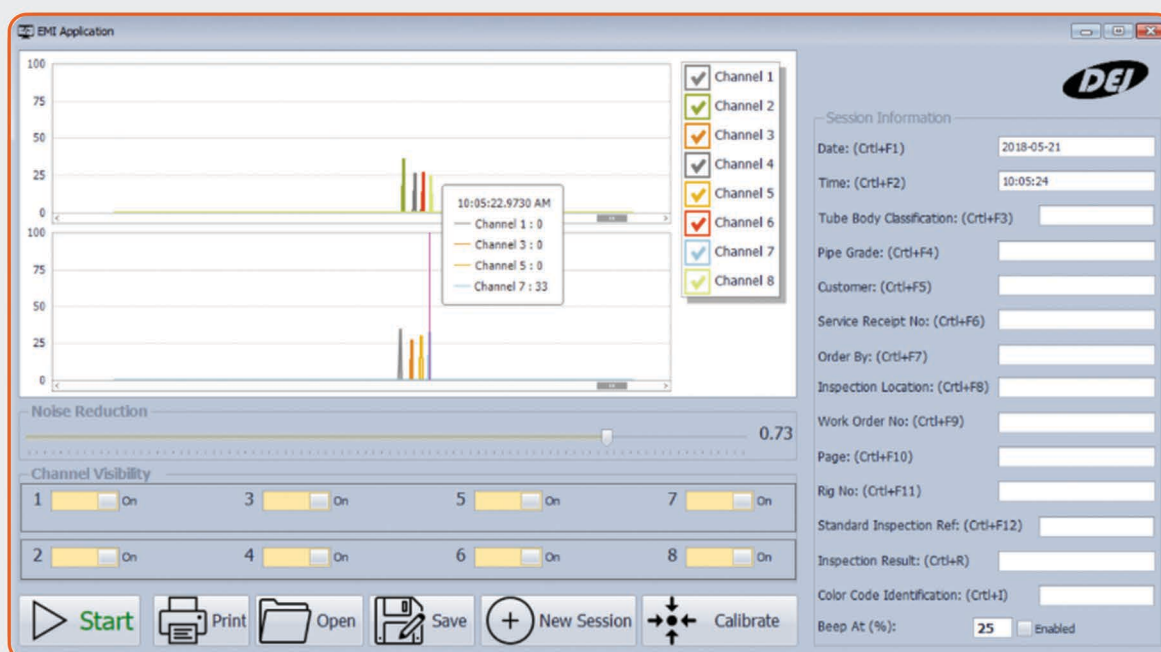 EMI Application
100
75
50
25
0
100
75
50
25
0
10:05:22.9730 AM
Channel 1 : 0
Channel 3 : 0
Channel 5 : 0
Channel 7 : 33
Channel 1
Channel 2
Channel 3
Channel 4
Channel 5
Channel 6
Channel 7
Channel 8
Noise Reduction
0.73
Channel Visibility
1 On 3 On 5 On 7 On
2 On 4 On 6 On 8 On
Start Print Open Save New Session Calibrate
DEI
Session Information
Date: (Crtl+F1) 2018-05-21
Time: (Crtl+F2) 10:05:24
Tube Body Classification: (Crtl+F3)
Pipe Grade: (Crtl+F4)
Customer: (Crtl+F5)
Service Receipt No: (Crtl+F6)
Order By: (Crtl+F7)
Inspection Location: (Crtl+F8)
Work Order No: (Crtl+F9)
Page: (Crtl+F10)
Rig No: (Crtl+F11)
Standard Inspection Ref: (Crtl+F12)
Inspection Result: (Crtl+R)
Color Code Identification: (Crtl+I)
Beep At (%): 25 Enabled